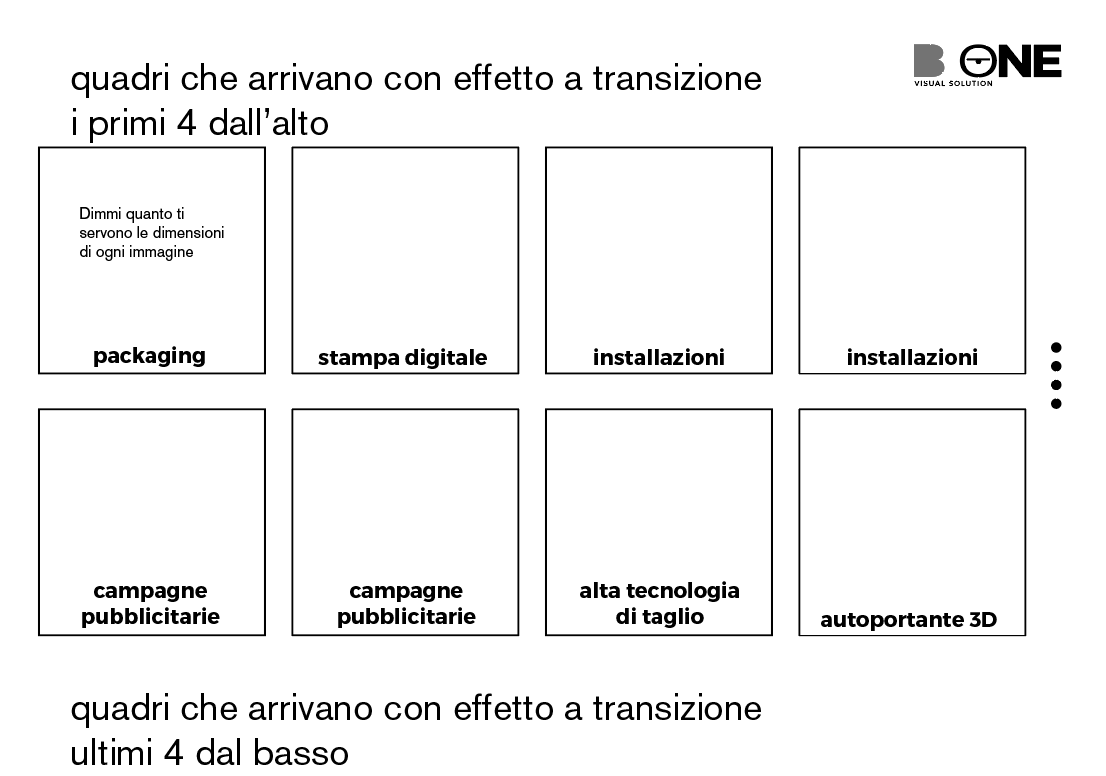 B ONE
VISUAL SOLUTION
quadri che arrivano con effetto a transizione
i primi 4 dall’alto
Dimmi quanto ti
servono le dimensioni
di ogni immagine
packaging
stampa digitale
installazioni
installazioni
campagne
pubblicitarie
campagne
pubblicitarie
alta tecnologia
di taglio
autoportante 3D
quadri che arrivano con effetto a transizione
ultimi 4 dal basso